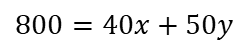 800 = 40𝑥 + 50𝑦